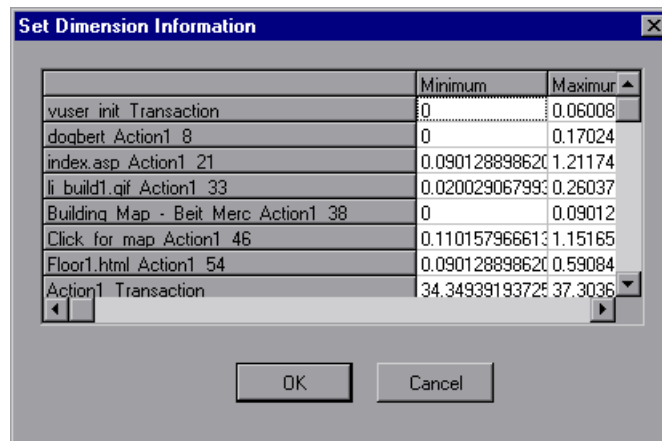 Set Dimension Information
Minimum Maximur
vuser init Transaction 0 0.06008
dogbert Action1 8 0 0.17024
index.asp Action1 21 0.090128898620 1.21174
li build1.gif Action1 33 0.020029067993 0.26037
Building Map - Beit Merc Action1 38 0 0.09012
Click for map Action1 46 0.110157966613 1.15165
Floor1.html Action1 54 0.090128898620 0.59084
Action1 Transaction 34.34939193725 37.3036
OK Cancel